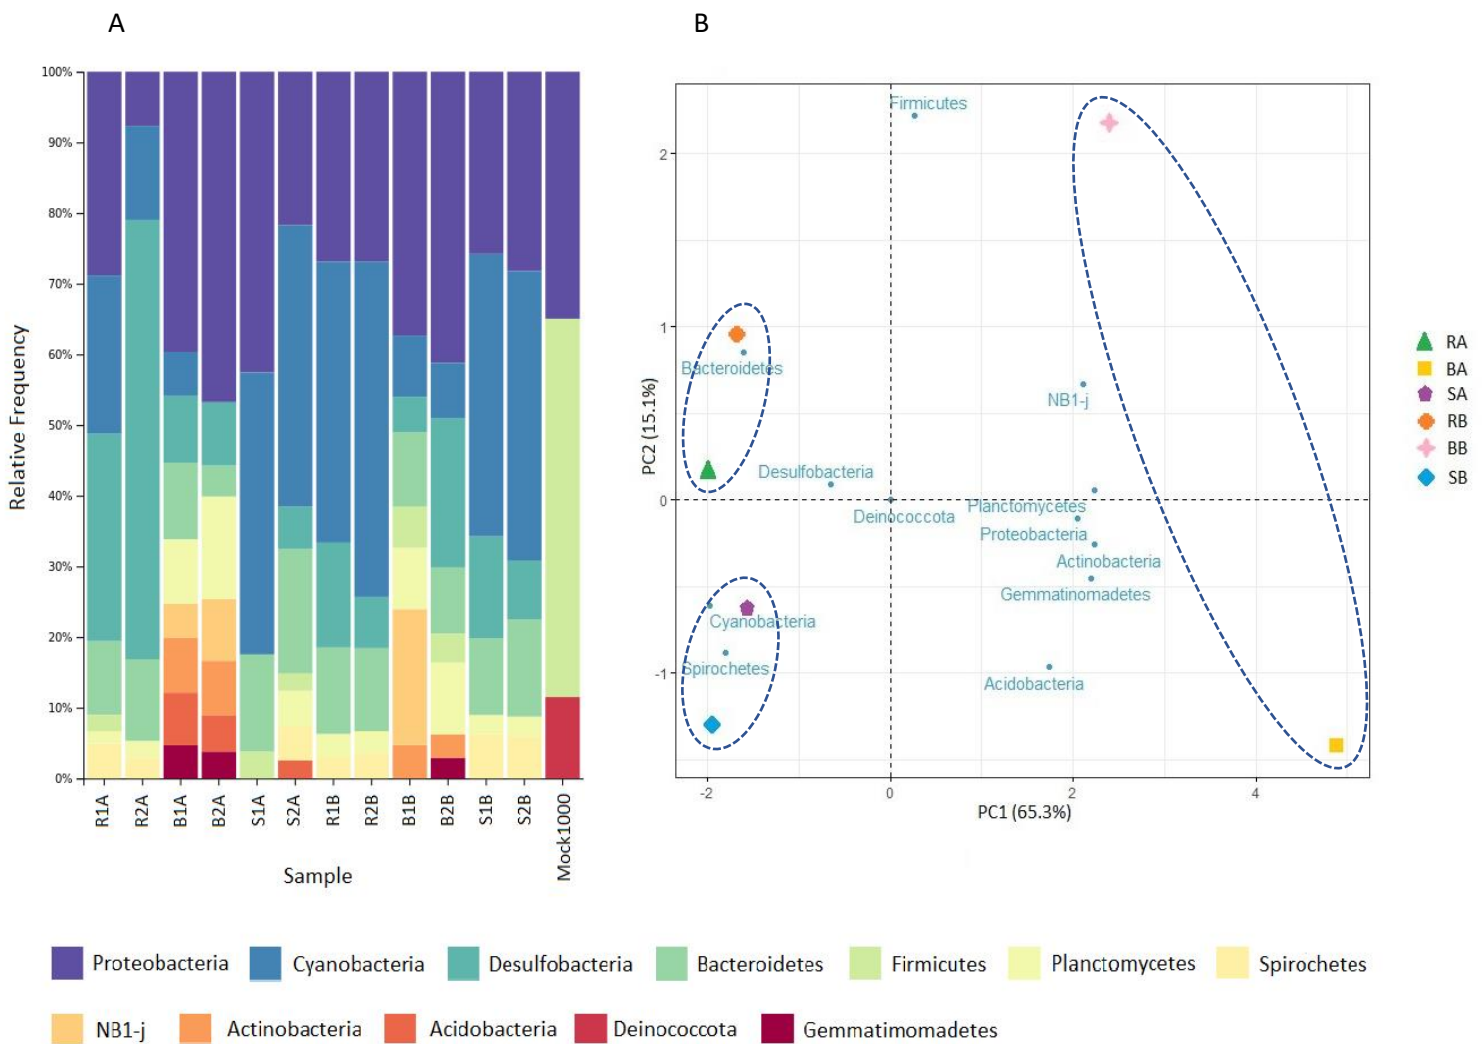 A
B
100%
90%
80%
70%
60%
50%
40%
30%
20%
10%
0%
Relative Frequency
R1A
R2A
B1A
B2A
S1A
S2A
R1B
R2B
B1B
B2B
S1B
S2B
Mock1000
Sample
Firmicutes
Bacteroidetes
NB1-j
Desulfobacteria
Deinococcota
Planctomycetes
Proteobacteria
Actinobacteria
Gemmatinomadetes
Cyanobacteria
Spirochetes
Acidobacteria
2
1
0
-1
PC2 (15.1%)
-2
0
2
4
PC1 (65.3%)
RA
BA
SA
RB
BB
SB
Proteobacteria Cyanobacteria Desulfobacteria Bacteroidetes Firmicutes Planctomycetes Spirochetes
NB1-j Actinobacteria Acidobacteria Deinococcota Gemmatimomadetes